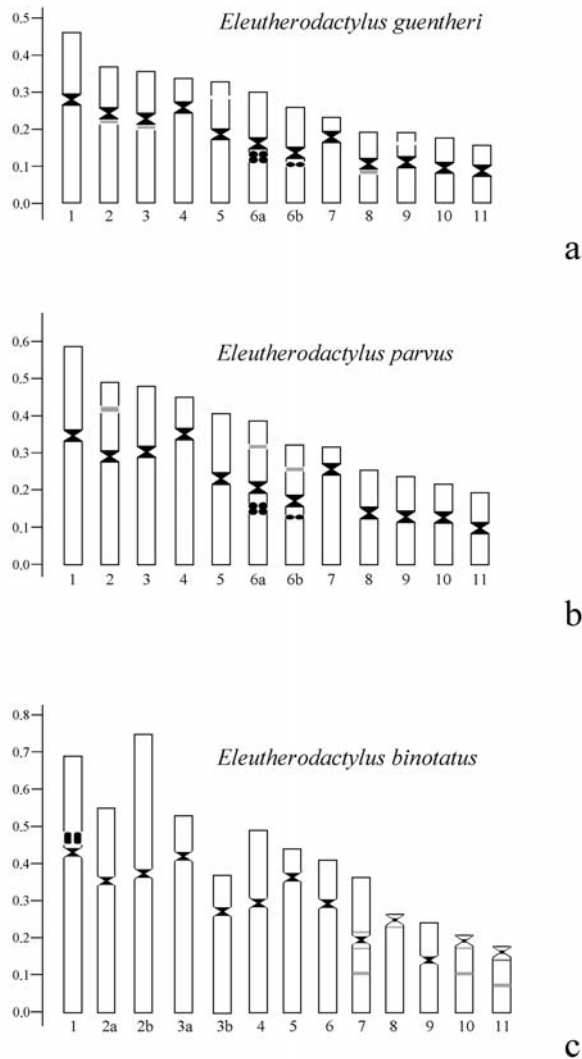 Eleutherodactylus guentheri
0.5
0.4
0.3
0.2
0.1
0.0
1 2 3 4 5 6a 6b 7 8 9 10 11
a
Eleutherodactylus parvus
0.6
0.5
0.4
0.3
0.2
0.1
0.0
1 2 3 4 5 6a 6b 7 8 9 10 11
b
Eleutherodactylus binotatus
0.8
0.7
0.6
0.5
0.4
0.3
0.2
0.1
0.0
1 2a 2b 3a 3b 4 5 6 7 8 9 10 11
c